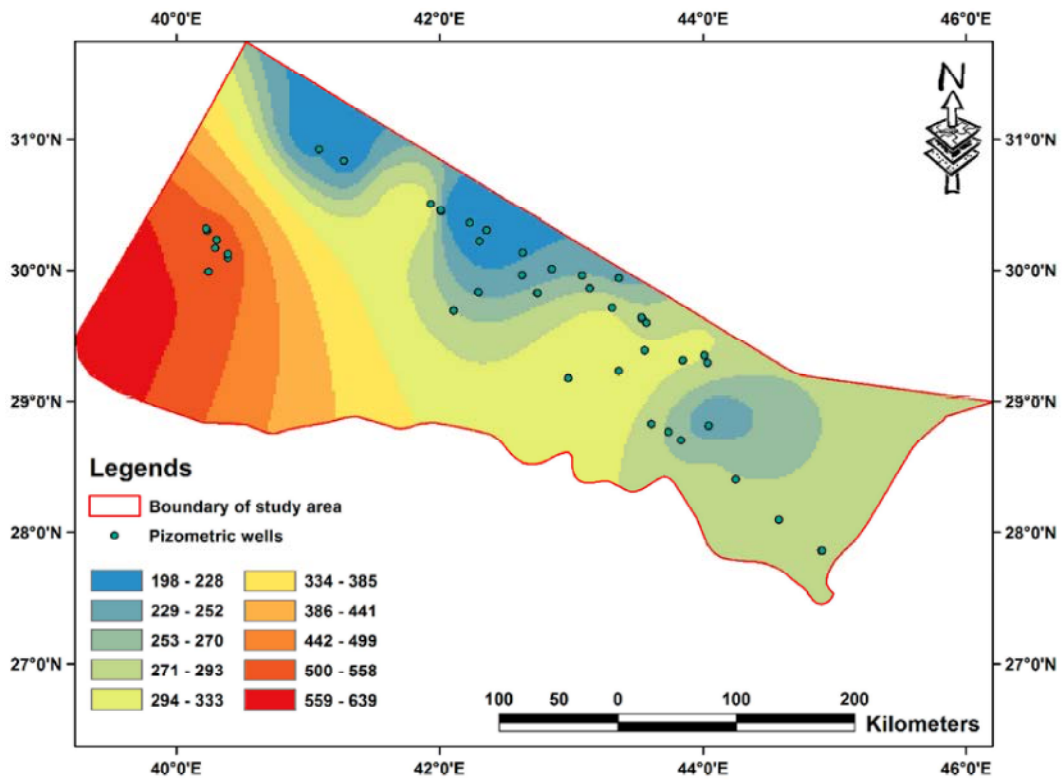 40°0'E 42°0'E 44°0'E 46°0'E
N
31°0'N 31°0'N
30°0'N 30°0'N
29°0'N 29°0'N
Legends
Boundary of study area
28°0'N 28°0'N
Pizometric wells
198 - 228 334 - 385
229 - 252 386 - 441
253 - 270 442 - 499
27°0'N 27°0'N
271 - 293 500 - 558
294 - 333 559 - 639
100 50 0 100 200
Kilometers
40°0'E 42°0'E 44°0'E 46°0'E